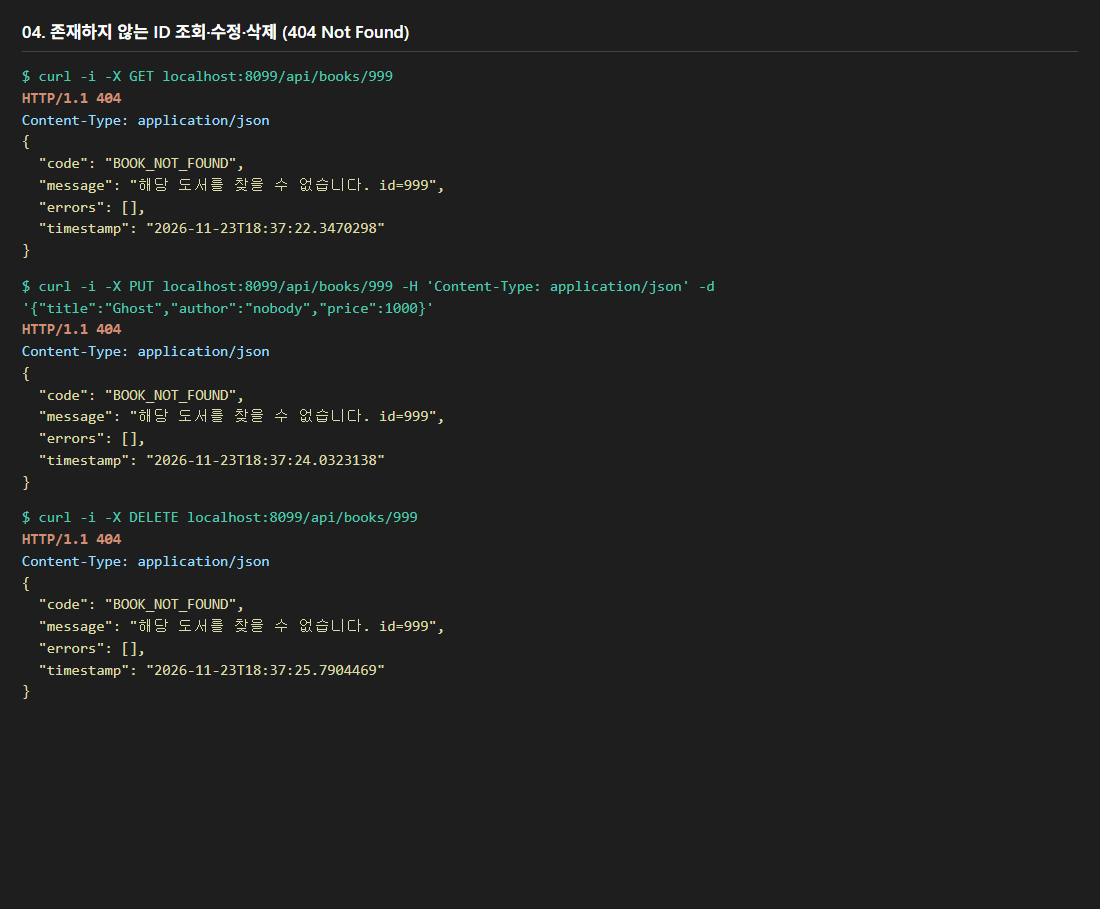 04. 존재하지 않는 ID 조회·수정·삭제 (404 Not Found)
$ curl -i -X GET localhost:8099/api/books/999
HTTP/1.1 404
Content-Type: application/json
{
  "code": "BOOK_NOT_FOUND",
  "message": "해당 도서를 찾을 수 없습니다. id=999",
  "errors": [],
  "timestamp": "2026-11-23T18:37:22.3470298"
}
$ curl -i -X PUT localhost:8099/api/books/999 -H 'Content-Type: application/json' -d
'{"title":"Ghost","author":"nobody","price":1000}'
HTTP/1.1 404
Content-Type: application/json
{
  "code": "BOOK_NOT_FOUND",
  "message": "해당 도서를 찾을 수 없습니다. id=999",
  "errors": [],
  "timestamp": "2026-11-23T18:37:24.0323138"
}
$ curl -i -X DELETE localhost:8099/api/books/999
HTTP/1.1 404
Content-Type: application/json
{
  "code": "BOOK_NOT_FOUND",
  "message": "해당 도서를 찾을 수 없습니다. id=999",
  "errors": [],
  "timestamp": "2026-11-23T18:37:25.7904469"
}